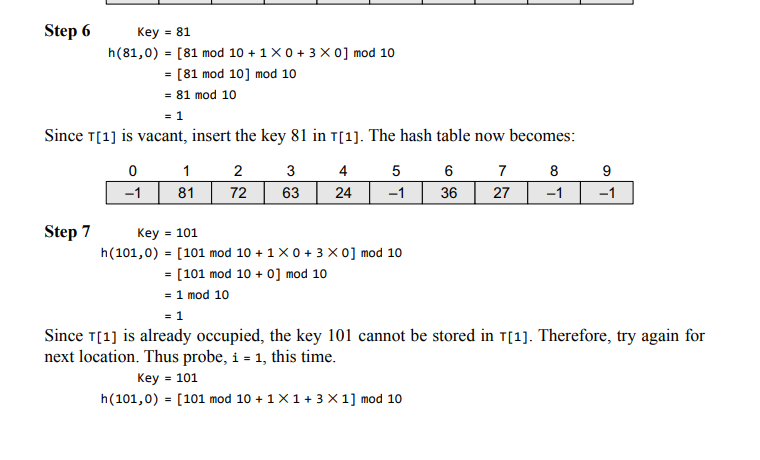 Step 6 Key = 81
h(81,0) = [81 mod 10 + 1 × 0 + 3 × 0] mod 10
= [81 mod 10] mod 10
= 81 mod 10
= 1
Since T[1] is vacant, insert the key 81 in T[1]. The hash table now becomes:
0 1 2 3 4 5 6 7 8 9
–1 81 72 63 24 –1 36 27 –1 –1
Step 7 Key = 101
h(101,0) = [101 mod 10 + 1 × 0 + 3 × 0] mod 10
= [101 mod 10 + 0] mod 10
= 1 mod 10
= 1
Since T[1] is already occupied, the key 101 cannot be stored in T[1]. Therefore, try again for
next location. Thus probe, i = 1, this time.
Key = 101
h(101,0) = [101 mod 10 + 1 × 1 + 3 × 1] mod 10